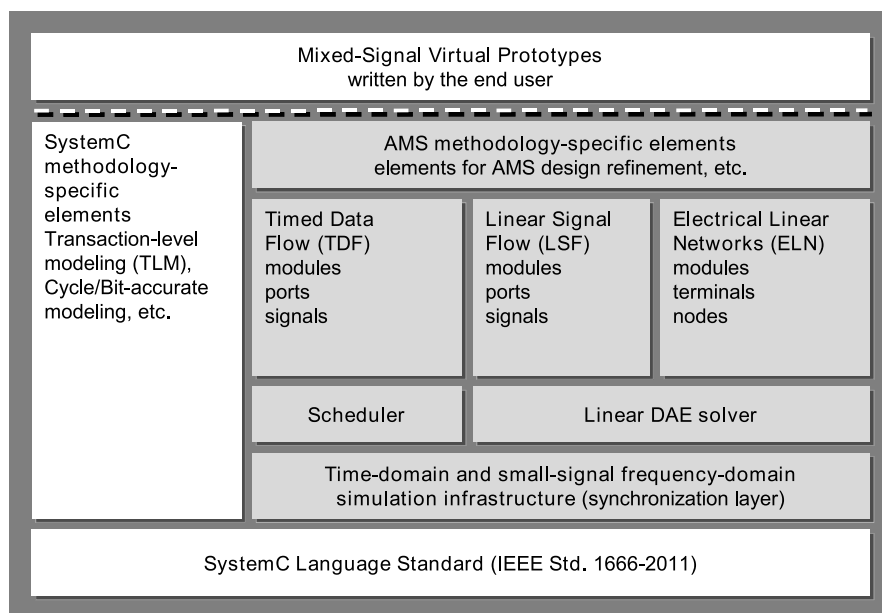 Mixed-Signal Virtual Prototypes
written by the end user
SystemC
methodology-
specific
elements
Transaction-level
modeling (TLM),
Cycle/Bit-accurate
modeling, etc.
AMS methodology-specific elements
elements for AMS design refinement, etc.
Timed Data
Flow (TDF)
modules
ports
signals
Linear Signal
Flow (LSF)
modules
ports
signals
Electrical Linear
Networks (ELN)
modules
terminals
nodes
Scheduler
Linear DAE solver
Time-domain and small-signal frequency-domain
simulation infrastructure (synchronization layer)
SystemC Language Standard (IEEE Std. 1666-2011)